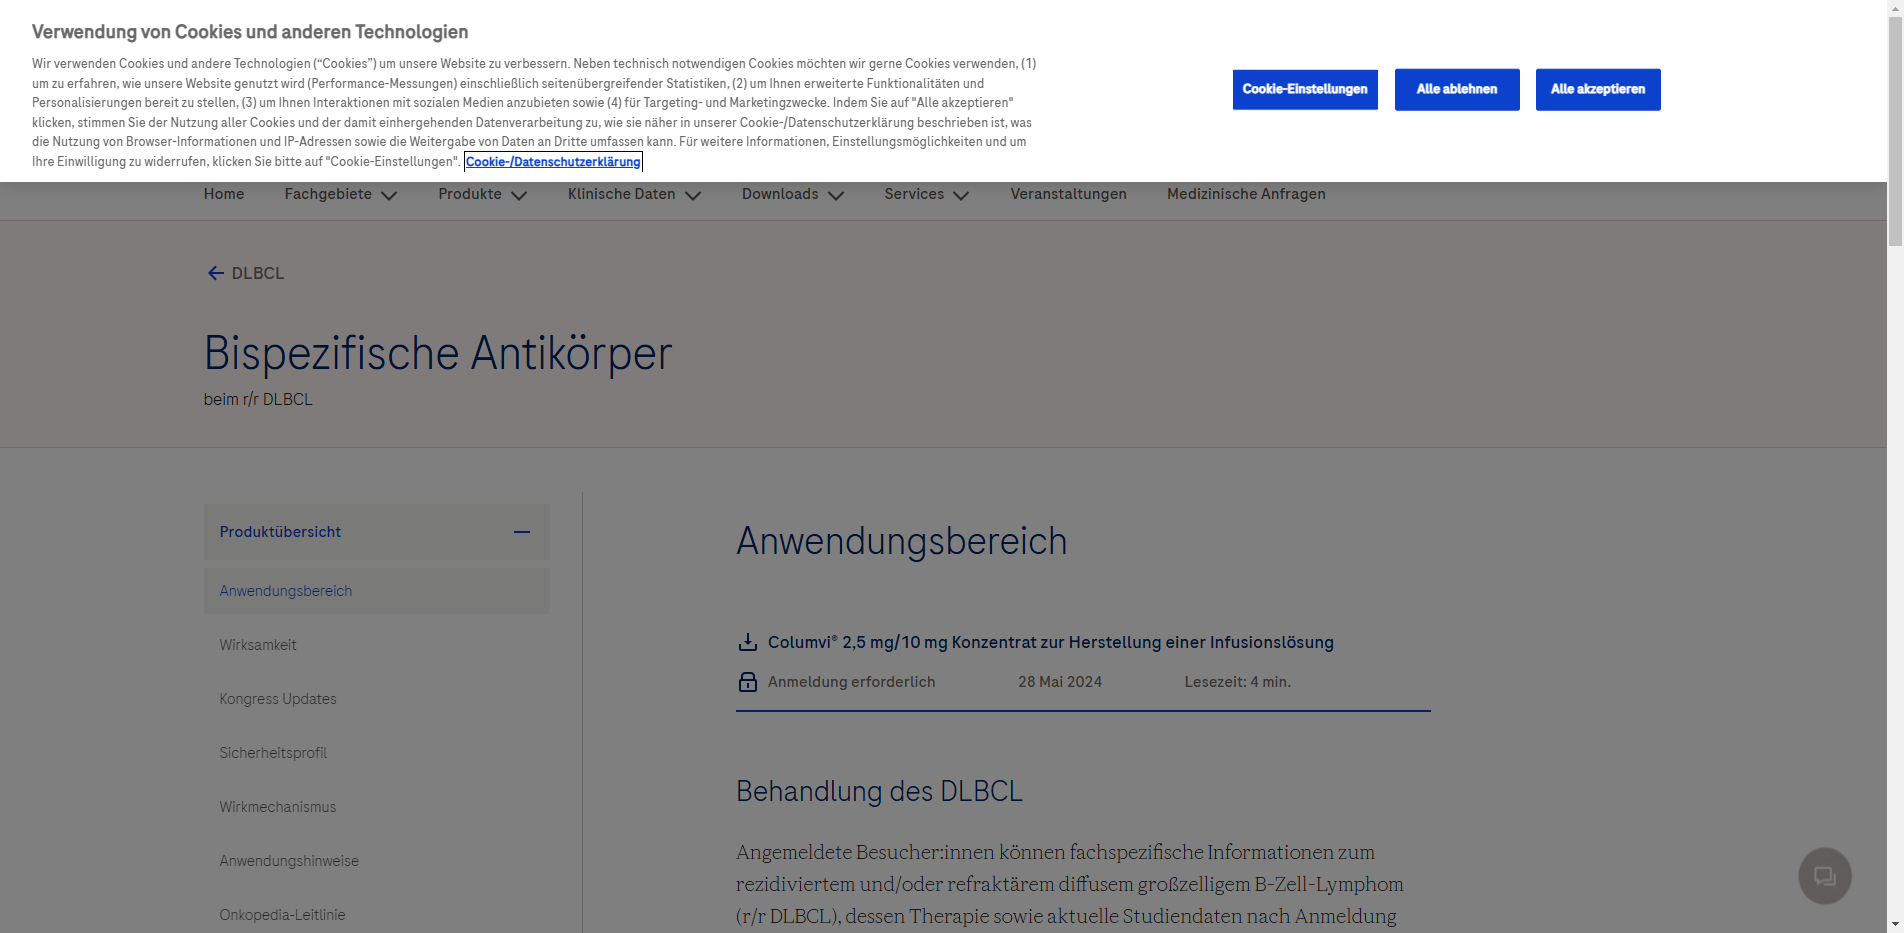 Verwendung von Cookies und anderen Technologien
Wir verwenden Cookies und andere Technologien (“Cookies”) um unsere Website zu verbessern. Neben technisch notwendigen Cookies möchten wir gerne Cookies verwenden, (1)
um zu erfahren, wie unsere Website genutzt wird (Performance-Messungen) einschließlich seitenübergreifender Statistiken, (2) um Ihnen erweiterte Funktionalitäten und
Personalisierungen bereit zu stellen, (3) um Ihnen Interaktionen mit sozialen Medien anzubieten sowie (4) für Targeting- und Marketingzwecke. Indem Sie auf "Alle akzeptieren"
klicken, stimmen Sie der Nutzung aller Cookies und der damit einhergehenden Datenverarbeitung zu, wie sie näher in unserer Cookie-/Datenschutzerklärung beschrieben ist, was
die Nutzung von Browser-Informationen und IP-Adressen sowie die Weitergabe von Daten an Dritte umfassen kann. Für weitere Informationen, Einstellungsmöglichkeiten und um
Ihre Einwilligung zu widerrufen, klicken Sie bitte auf "Cookie-Einstellungen". Cookie-/Datenschutzerklärung
Cookie-Einstellungen
Alle ablehnen
Alle akzeptieren
Home Fachgebiete Produkte Klinische Daten Downloads Services Veranstaltungen Medizinische Anfragen
DLBCL
Bispezifische Antikörper
beim r/r DLBCL
Produktübersicht
Anwendungsbereich
Wirksamkeit
Kongress Updates
Sicherheitsprofil
Wirkmechanismus
Anwendungshinweise
Onkopedia-Leitlinie
Anwendungsbereich
Columvi® 2,5 mg/10 mg Konzentrat zur Herstellung einer Infusionslösung
Anmeldung erforderlich 28 Mai 2024 Lesezeit: 4 min.
Behandlung des DLBCL
Angemeldete Besucher:innen können fachspezifische Informationen zum
rezidiviertem und/oder refraktärem diffusem großzelligem B-Zell-Lymphom
(r/r DLBCL), dessen Therapie sowie aktuelle Studiendaten nach Anmeldung